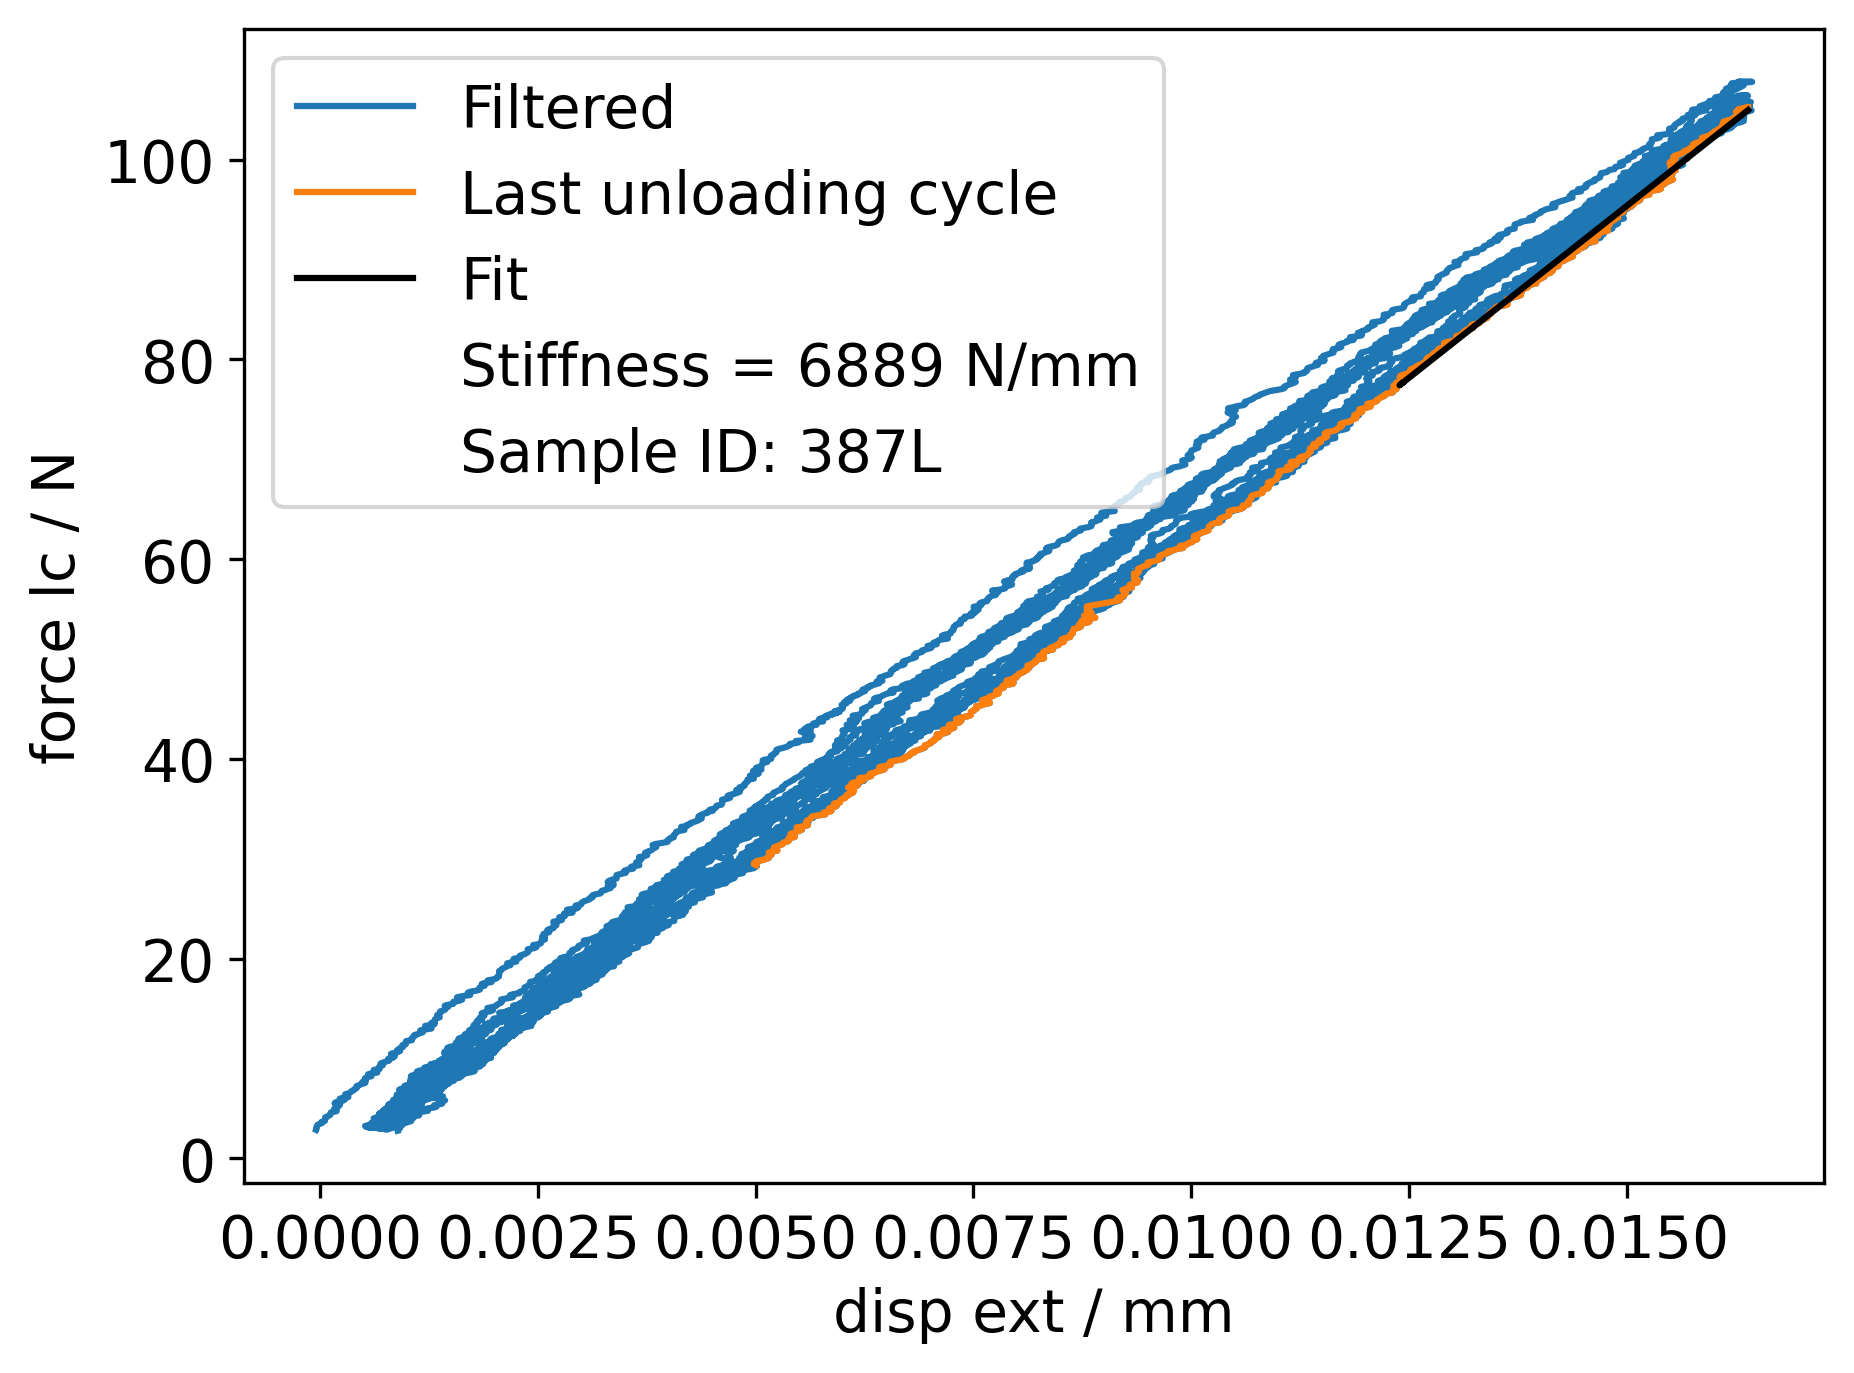 Filtered
Last unloading cycle
Fit
Stiffness = 6889 N/mm
Sample ID: 387L
force lc / N
100
80
60
40
20
0
0.0000 0.0025 0.0050 0.0075 0.0100 0.0125 0.0150
disp ext / mm